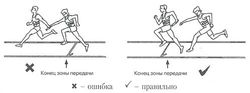 Конец зоны передачи
Конец зоны передачи
✖ – ошибка ✓ – правильно